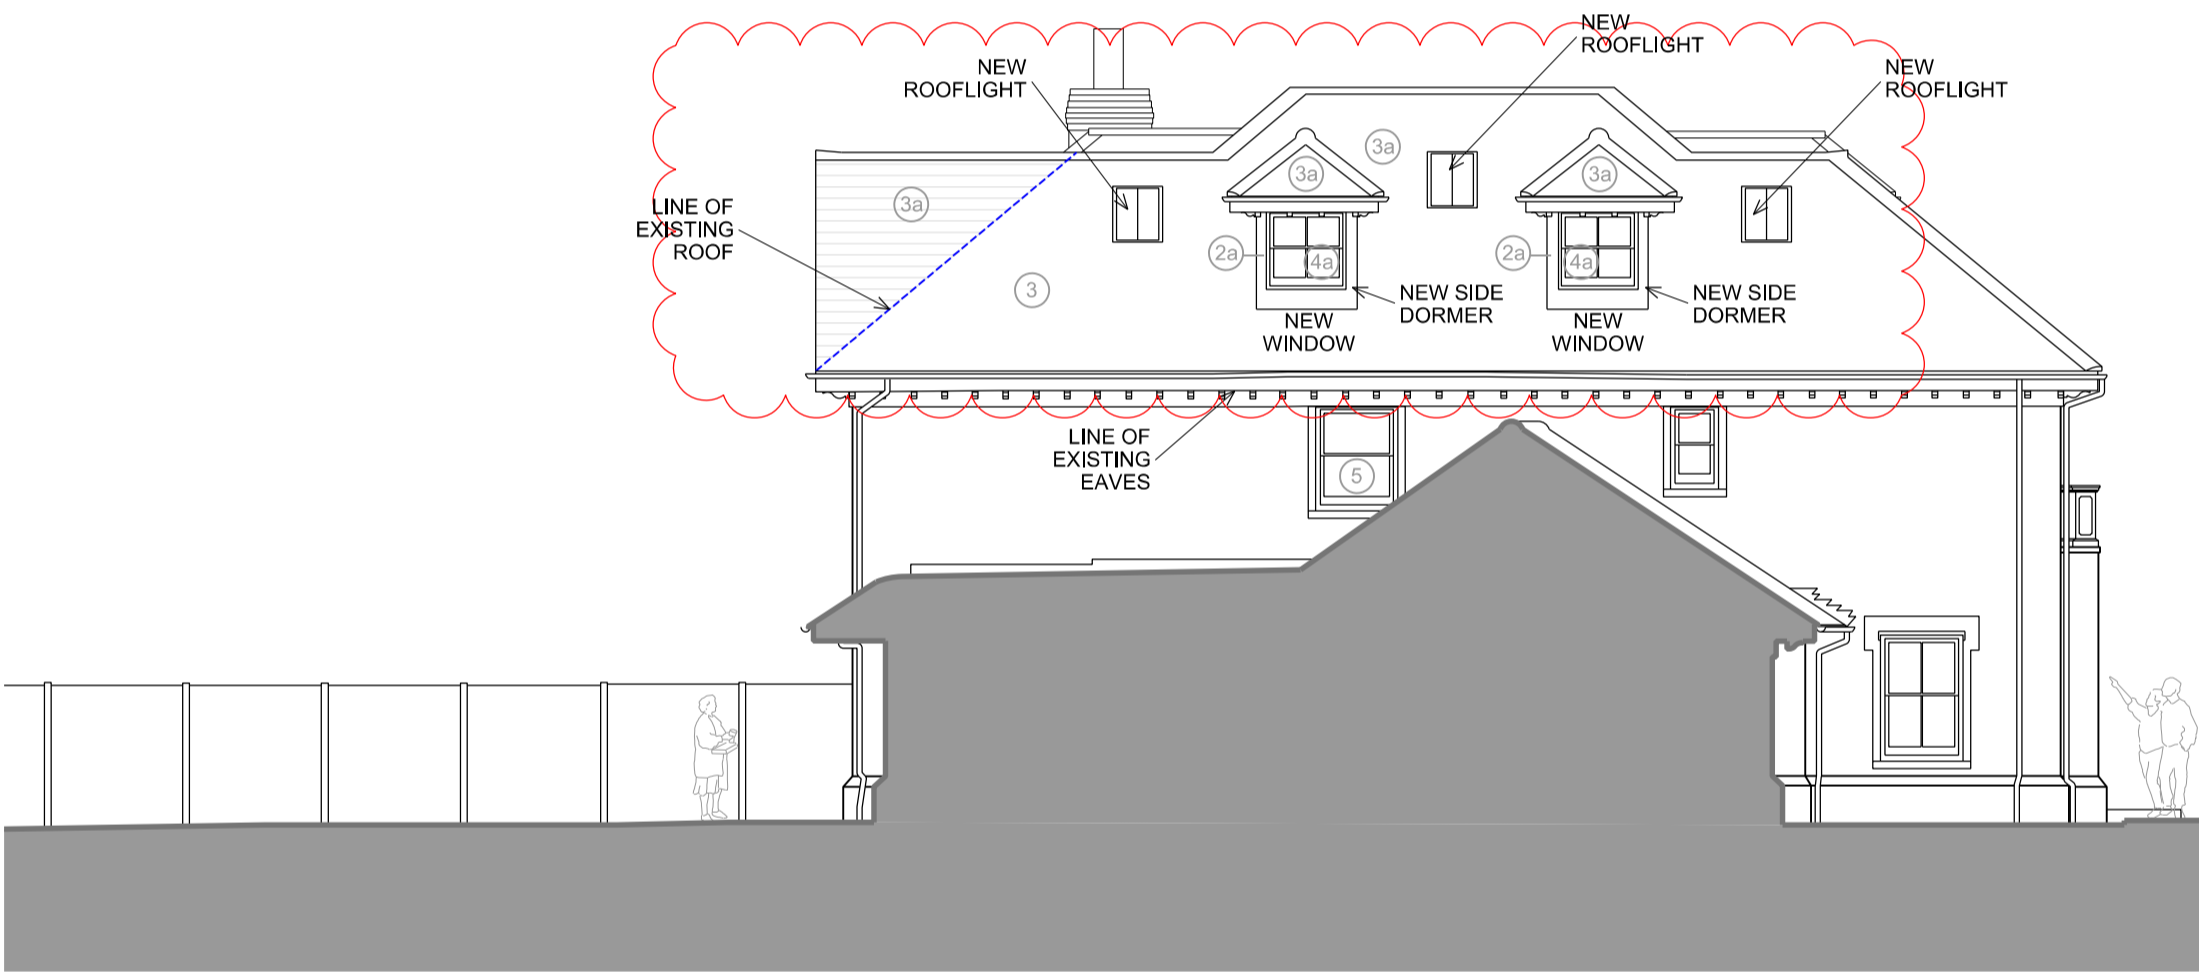 NEW
ROOFLIGHT
NEW
ROOFLIGHT
NEW
ROOFLIGHT
3a
3a
3a
3a
LINE OF
EXISTING
ROOF
2a
4a
2a
4a
3
NEW SIDE
DORMER
NEW SIDE
DORMER
NEW
WINDOW
NEW
WINDOW
LINE OF
EXISTING
EAVES
5